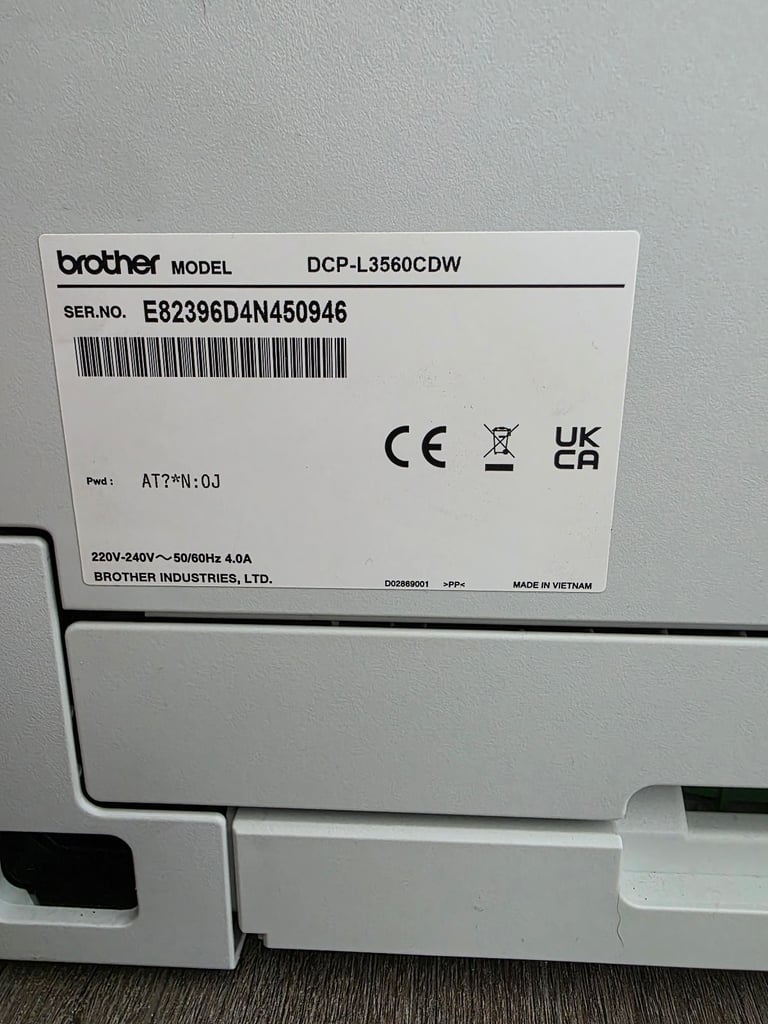 brother MODEL DCP-L3560CDW
SER.NO. E82396D4N450946
CE UK
CA
Pwd : AT?*N:0J
220V-240V～50/60Hz 4.0A
BROTHER INDUSTRIES, LTD. D02869001 >PP< MADE IN VIETNAM